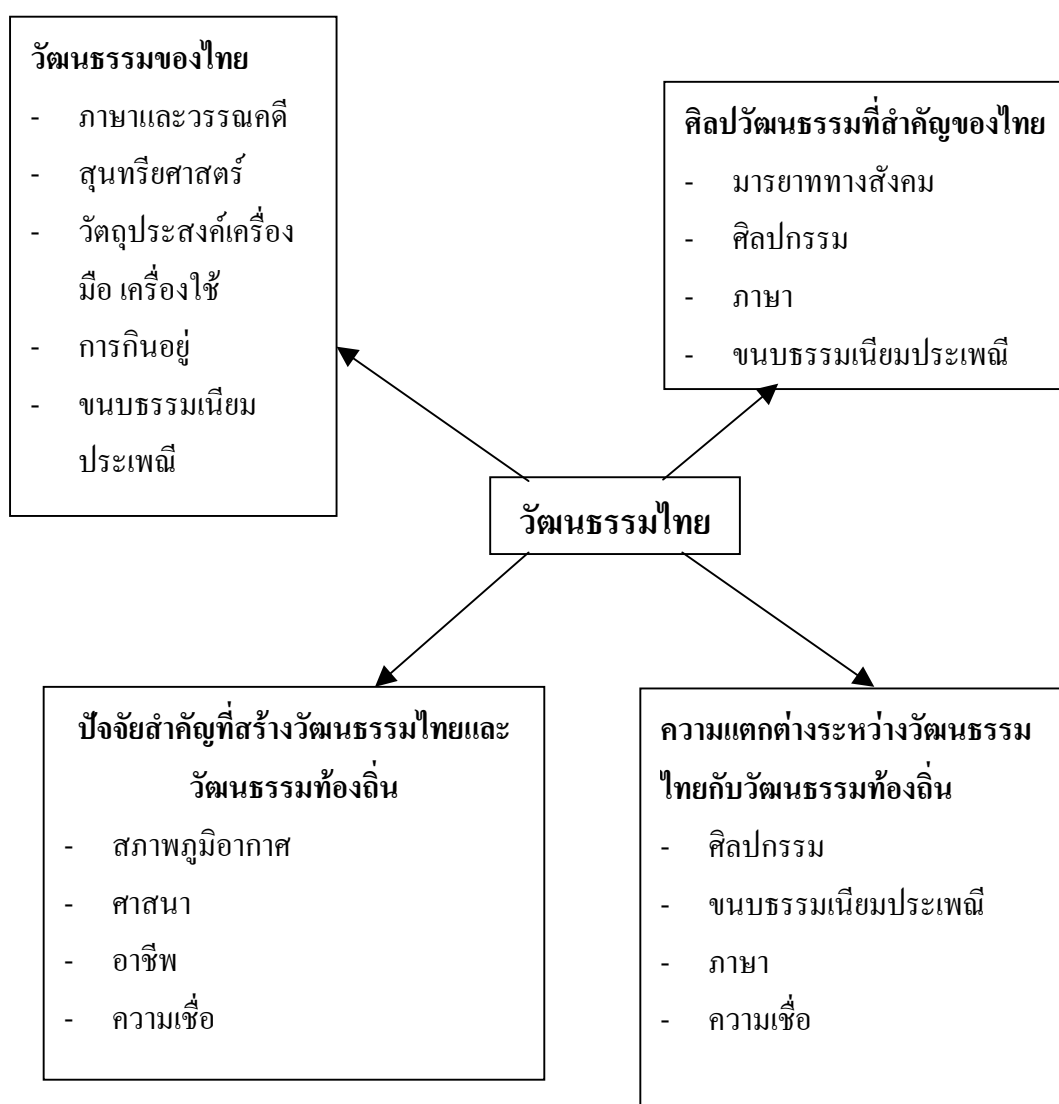 วัฒนธรรมของไทย
- ภาษาและวรรณคดี
- สุนทรียศาสตร์
- วัตถุประสงค์เครื่อง
มือ เครื่องใช้
- การกินอยู่
- ขนบธรรมเนียม
ประเพณี
ศิลปวัฒนธรรมที่สำคัญของไทย
- มารยาททางสังคม
- ศิลปกรรม
- ภาษา
- ขนบธรรมเนียมประเพณี
วัฒนธรรมไทย
ปัจจัยสำคัญที่สร้างวัฒนธรรมไทยและ
วัฒนธรรมท้องถิ่น
- สภาพภูมิอากาศ
- ศาสนา
- อาชีพ
- ความเชื่อ
ความแตกต่างระหว่างวัฒนธรรม
ไทยกับวัฒนธรรมท้องถิ่น
- ศิลปกรรม
- ขนบธรรมเนียมประเพณี
- ภาษา
- ความเชื่อ